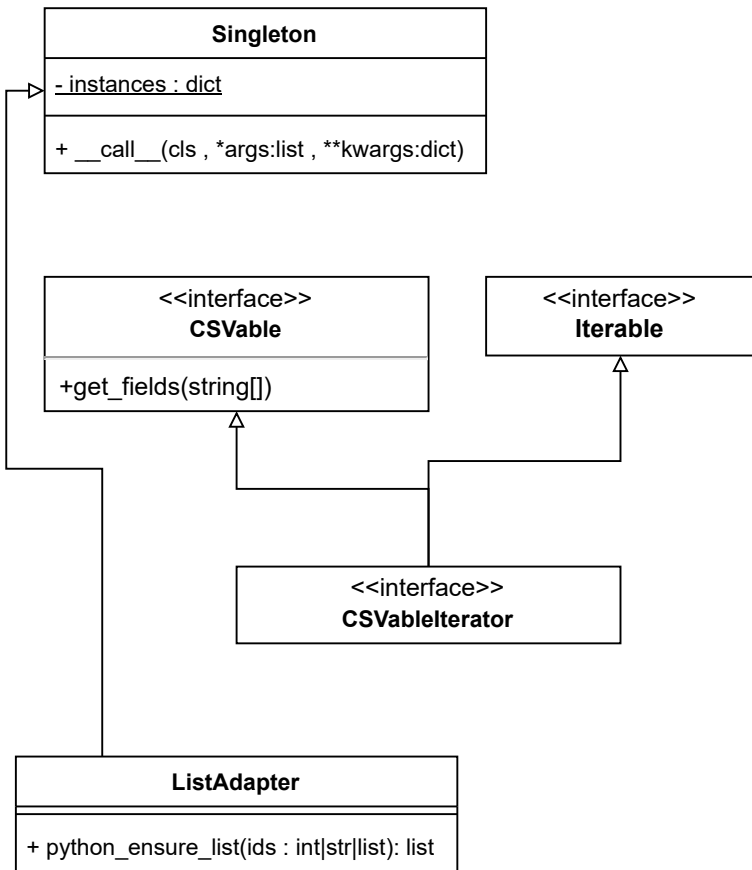 Singleton
- instances : dict
+ __call__(cls , *args:list , **kwargs:dict)
<<interface>>
CSVable
+get_fields(string[])
<<interface>>
Iterable
<<interface>>
CSVableIterator
ListAdapter
+ python_ensure_list(ids : int|str|list): list